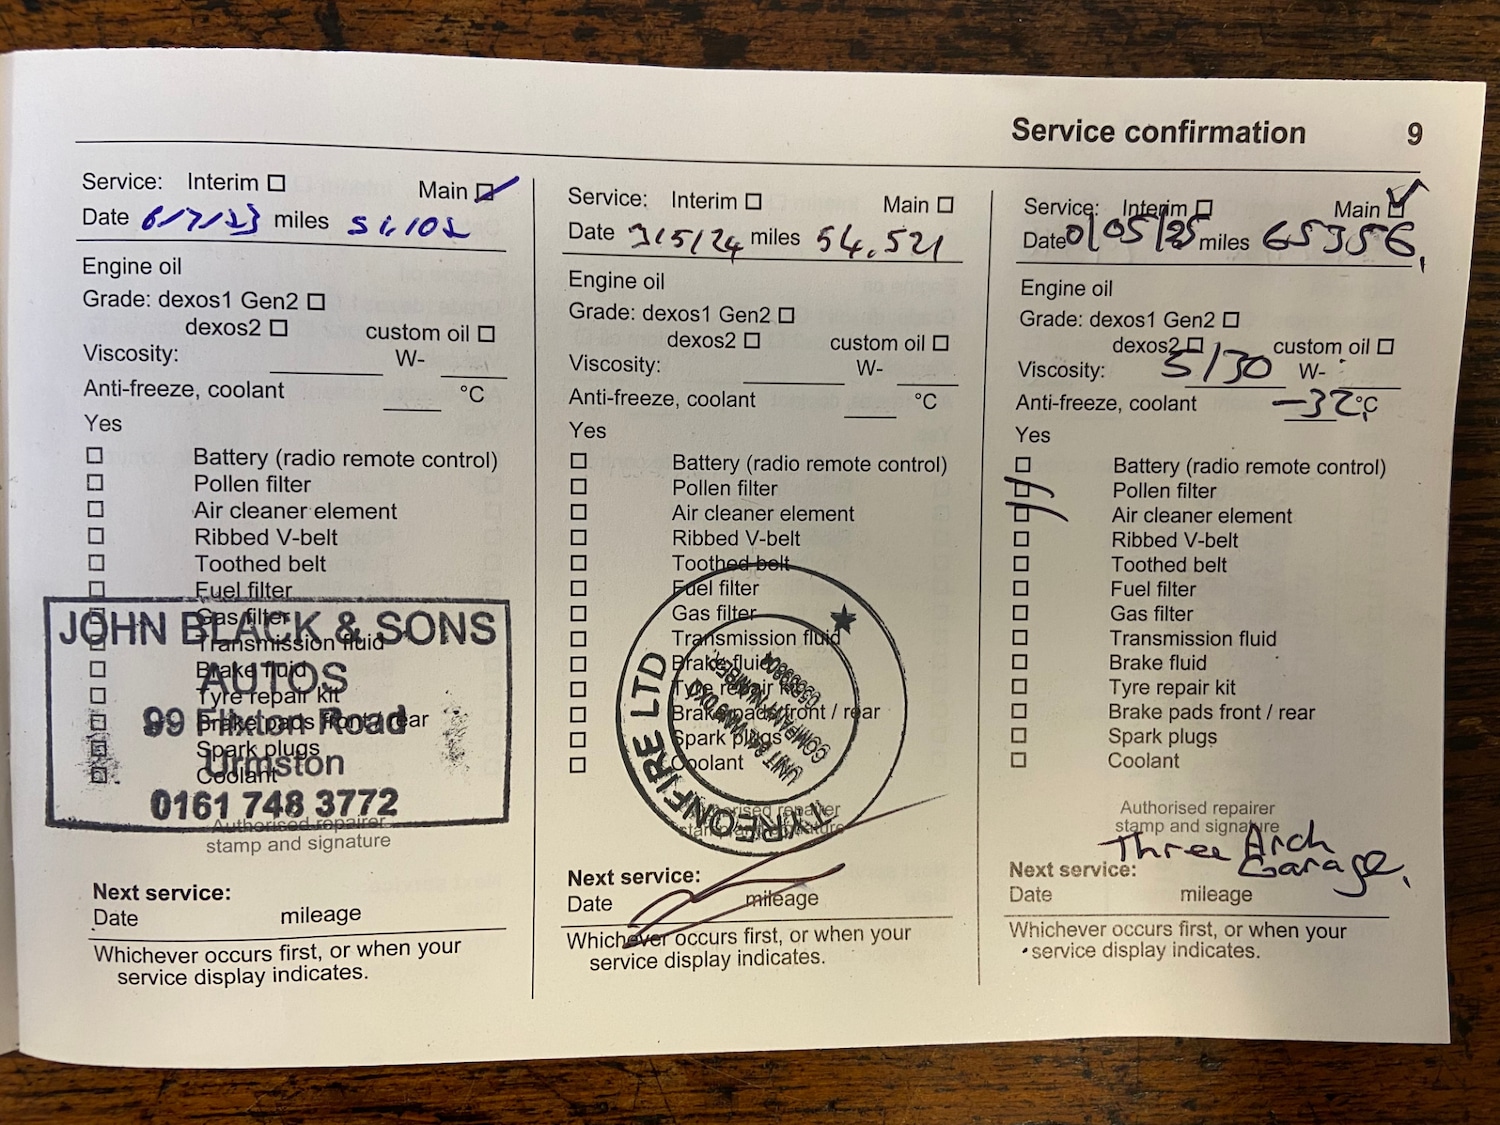 Service confirmation 9
Service: Interim ☐ Main ☑
Date 6/7/23 miles 51,102
Engine oil
Grade: dexos1 Gen2 ☐
dexos2 ☐ custom oil ☐
Viscosity: W-
Anti-freeze, coolant °C
Yes
☐ Battery (radio remote control)
☐ Pollen filter
☐ Air cleaner element
☐ Ribbed V-belt
☐ Toothed belt
☐ Fuel filter
☐ Gas filter
☐ Transmission fluid
☐ Brake fluid
☐ Tyre repair kit
☐ Brake pads front / rear
☐ Spark plugs
☐ Coolant
JOHN BLACK & SONS
AUTOS
99 Flixton Road
Urmston
0161 748 3772
Authorised repairer
stamp and signature
Next service:
Date mileage
Whichever occurs first, or when your
service display indicates.
Service: Interim ☐ Main ☐
Date 3/5/24 miles 54,521
Engine oil
Grade: dexos1 Gen2 ☐
dexos2 ☐ custom oil ☐
Viscosity: W-
Anti-freeze, coolant °C
Yes
☐ Battery (radio remote control)
☐ Pollen filter
☐ Air cleaner element
☐ Ribbed V-belt
☐ Toothed belt
☐ Fuel filter
☐ Gas filter
☐ Transmission fluid
☐ Brake fluid
☐ Tyre repair kit
☐ Brake pads front / rear
☐ Spark plugs
☐ Coolant
LTD
COMPANY NUMBER
UNIT
Authorised repairer
stamp and signature
Next service:
Date mileage
Whichever occurs first, or when your
service display indicates.
Service: Interim ☐ Main ☑
Date 01/05/25 miles 65356
Engine oil
Grade: dexos1 Gen2 ☐
dexos2 ☐ custom oil ☐
Viscosity: 5/30 W-
Anti-freeze, coolant -32 °C
Yes
☐ Battery (radio remote control)
☑ Pollen filter
☑ Air cleaner element
☐ Ribbed V-belt
☐ Toothed belt
☐ Fuel filter
☐ Gas filter
☐ Transmission fluid
☐ Brake fluid
☐ Tyre repair kit
☐ Brake pads front / rear
☐ Spark plugs
☐ Coolant
Authorised repairer
stamp and signature
Three Arch
Garage,
Next service:
Date mileage
Whichever occurs first, or when your
service display indicates.